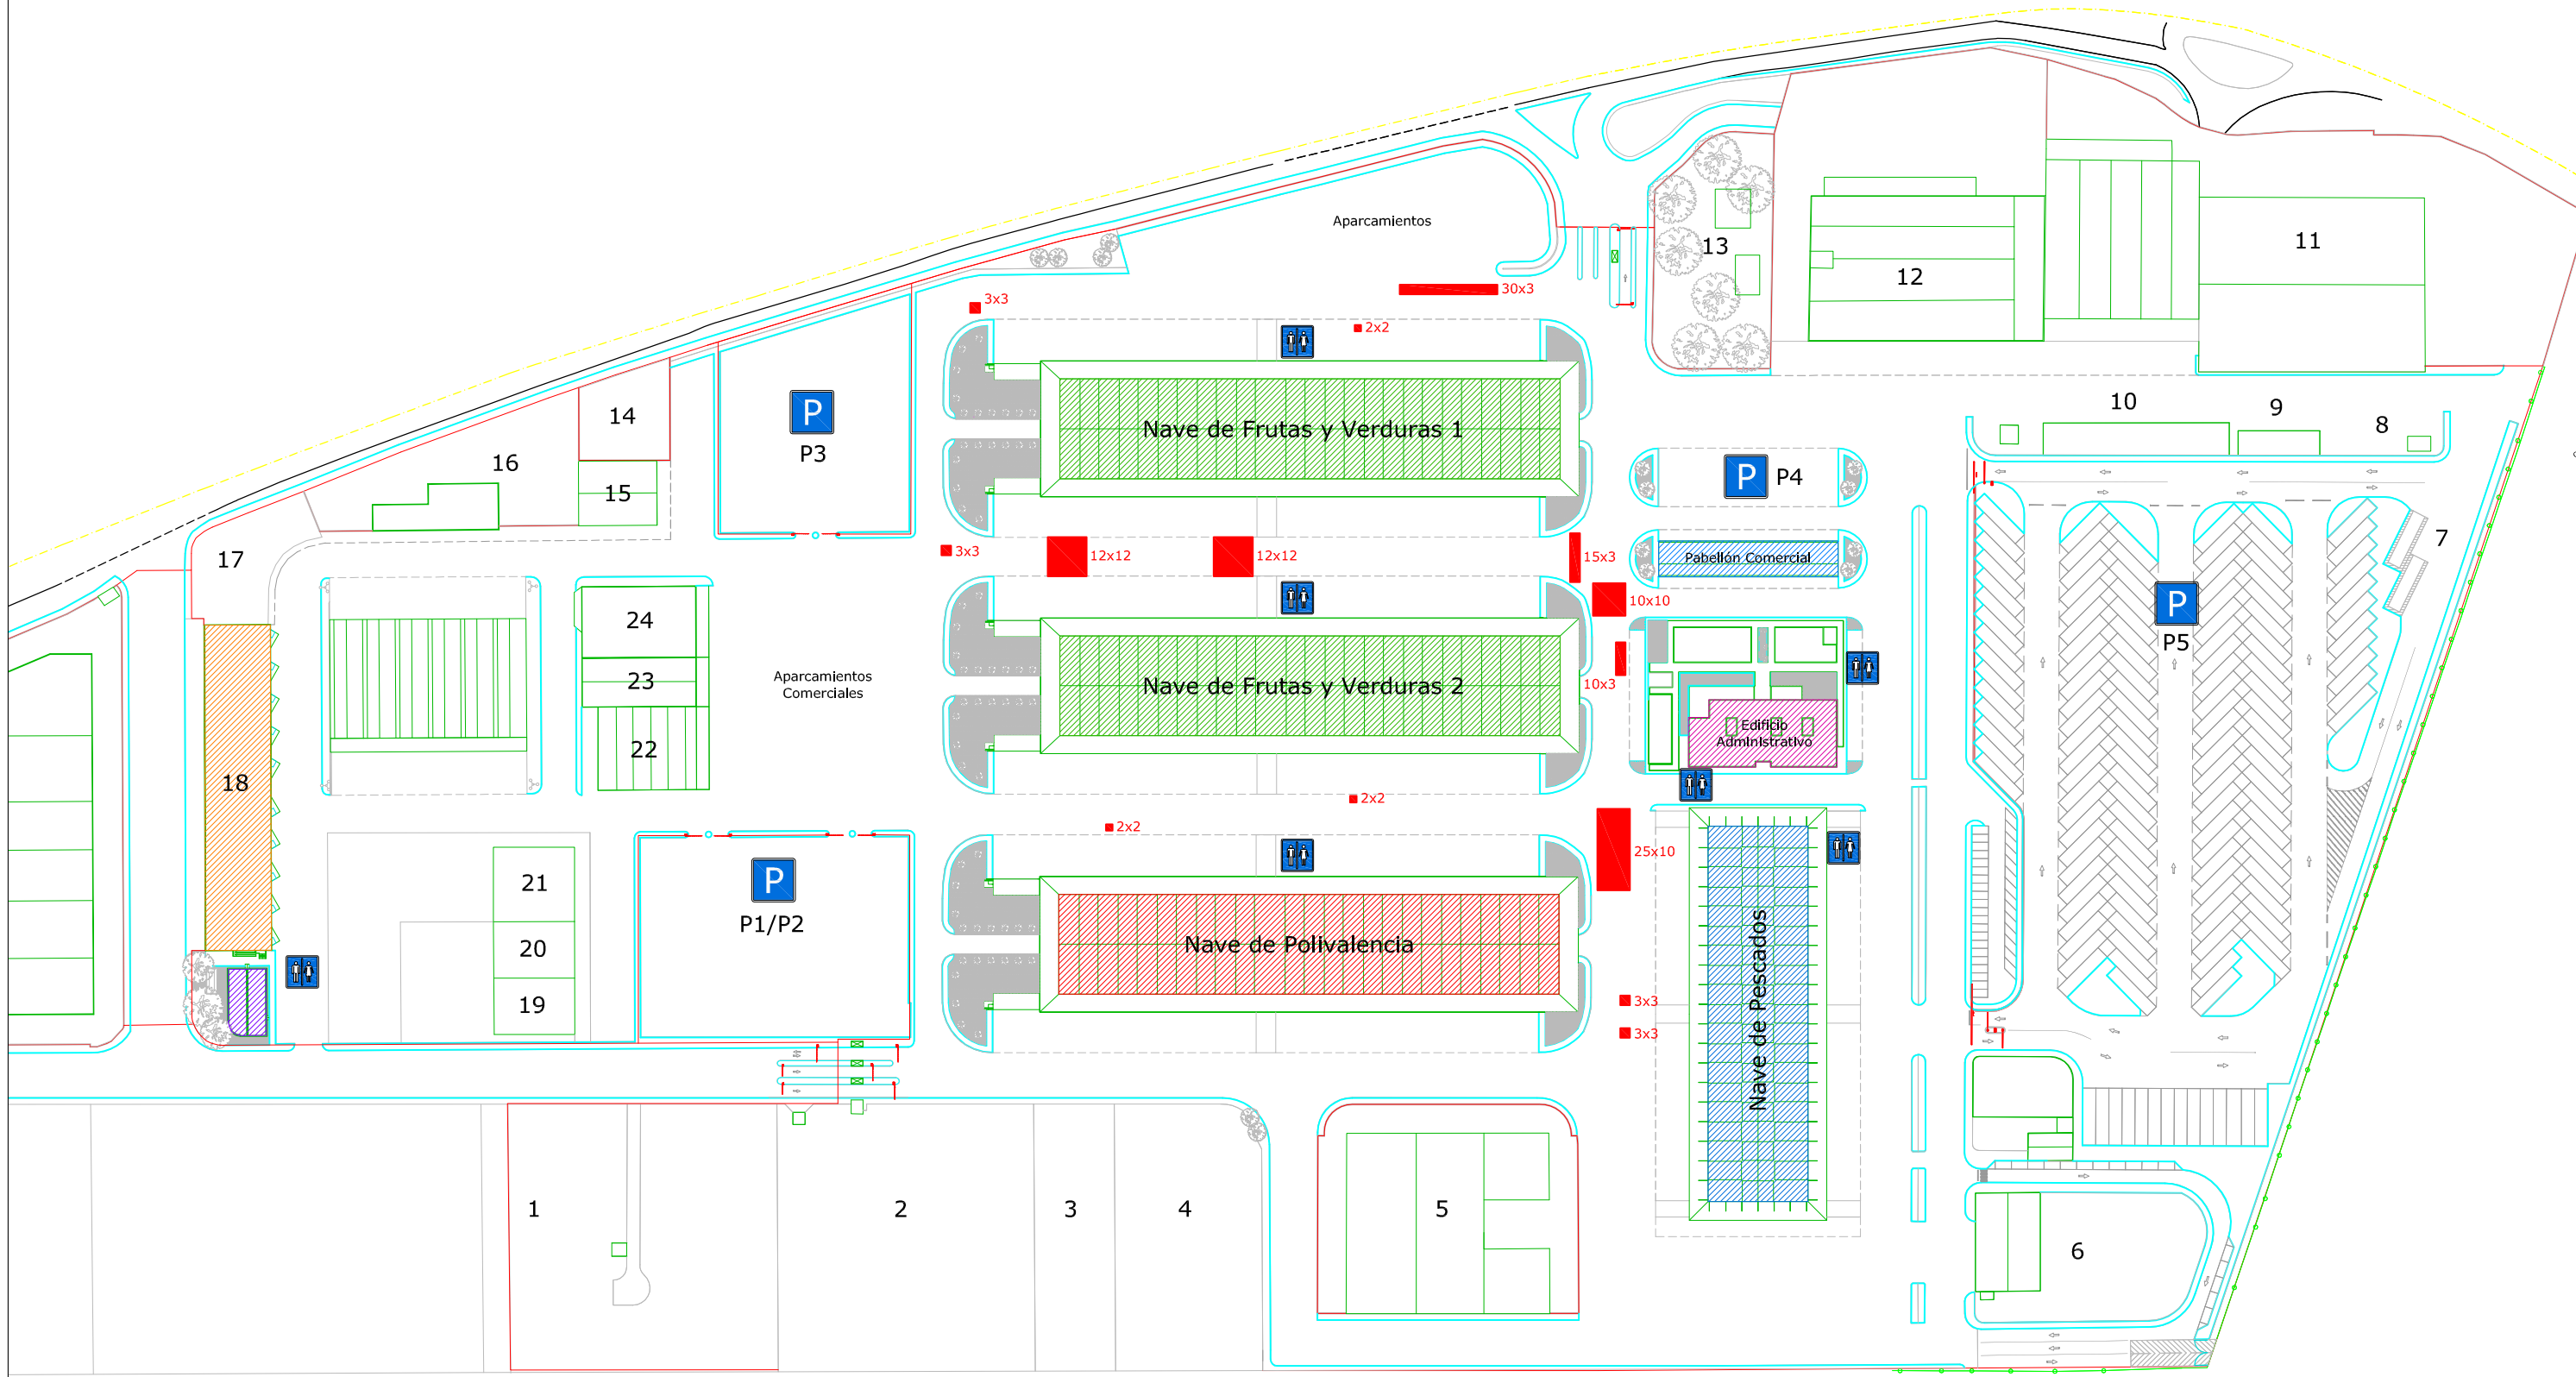 Aparcamientos
13
12
11
3x3
30x3
2x2
14
P
P3
Nave de Frutas y Verduras 1
10
9
8
16
15
P
P4
17
3x3
12x12
12x12
15x3
Pabellón Comercial
7
10x10
P
P5
24
23
22
Aparcamientos
Comerciales
Nave de Frutas y Verduras 2
10x3
Edificio
Administrativo
18
2x2
2x2
25x10
21
20
19
P
P1/P2
Nave de Polivalencia
Nave de Pescados
3x3
3x3
1
2
3
4
5
6